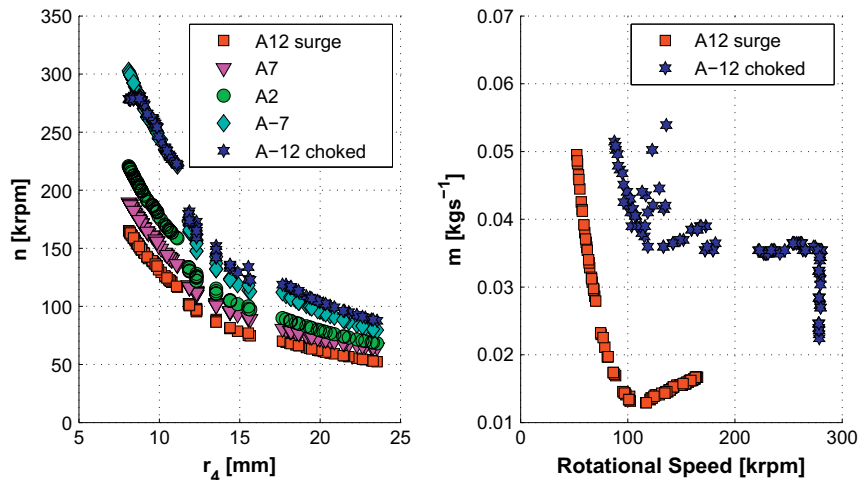 350
300
250
200
150
100
50
0
n [krpm]
5
10
15
20
25
r4 [mm]
A12 surge
A7
A2
A−7
A−12 choked
0.07
0.06
0.05
0.04
0.03
0.02
0.01
m [kgs−1]
0
100
200
300
Rotational Speed [krpm]
A12 surge
A−12 choked